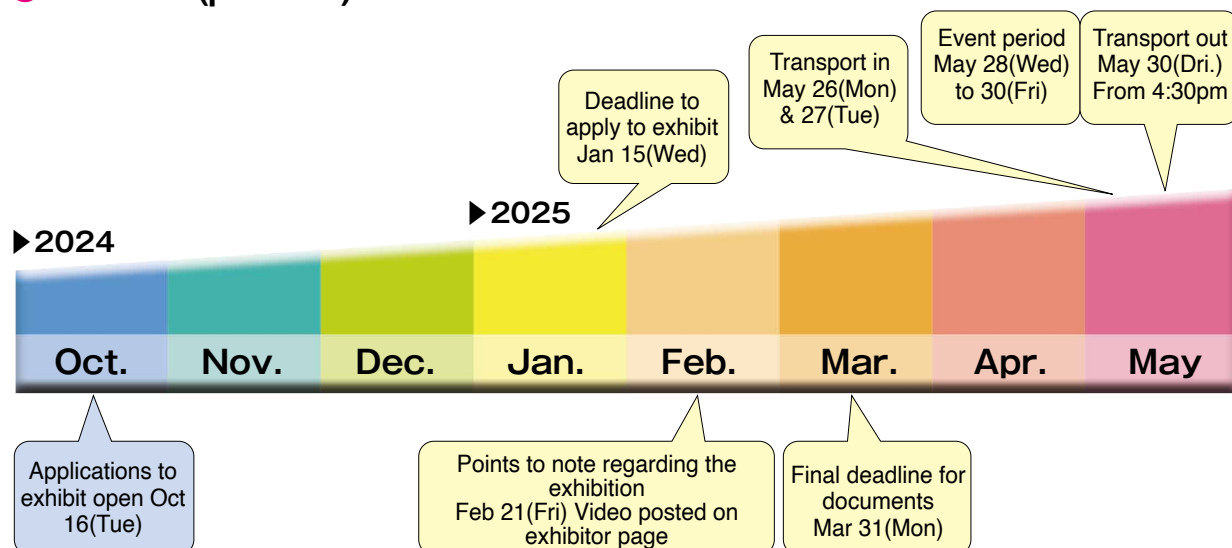 Event period
May 28(Wed)
to 30(Fri)
Transport out
May 30(Dri.)
From 4:30pm
Transport in
May 26(Mon)
& 27(Tue)
Deadline to
apply to exhibit
Jan 15(Wed)
▶2025
▶2024
Oct.
Nov.
Dec.
Jan.
Feb.
Mar.
Apr.
May
Applications to
exhibit open Oct
16(Tue)
Points to note regarding the
exhibition
Feb 21(Fri) Video posted on
exhibitor page
Final deadline for
documents
Mar 31(Mon)